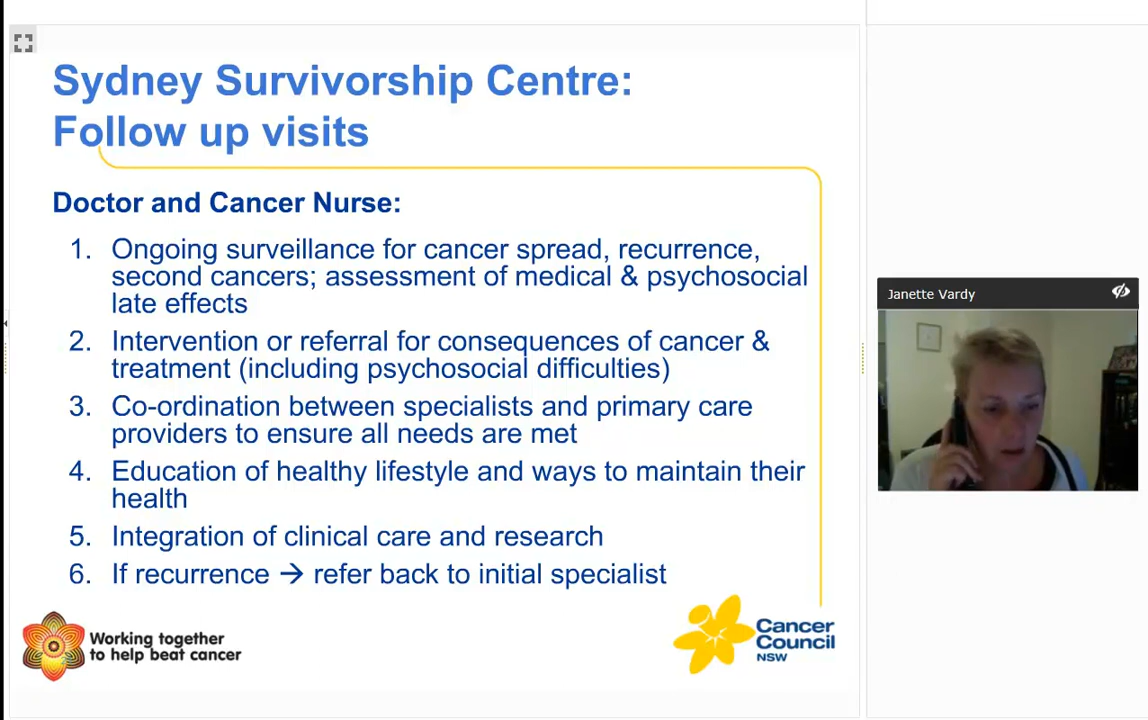 Sydney Survivorship Centre:
Follow up visits
Doctor and Cancer Nurse:
1. Ongoing surveillance for cancer spread, recurrence,
second cancers; assessment of medical & psychosocial
late effects
2. Intervention or referral for consequences of cancer &
treatment (including psychosocial difficulties)
3. Co-ordination between specialists and primary care
providers to ensure all needs are met
4. Education of healthy lifestyle and ways to maintain their
health
5. Integration of clinical care and research
6. If recurrence → refer back to initial specialist
Working together
to help beat cancer
Cancer
Council
NSW
Janette Vardy